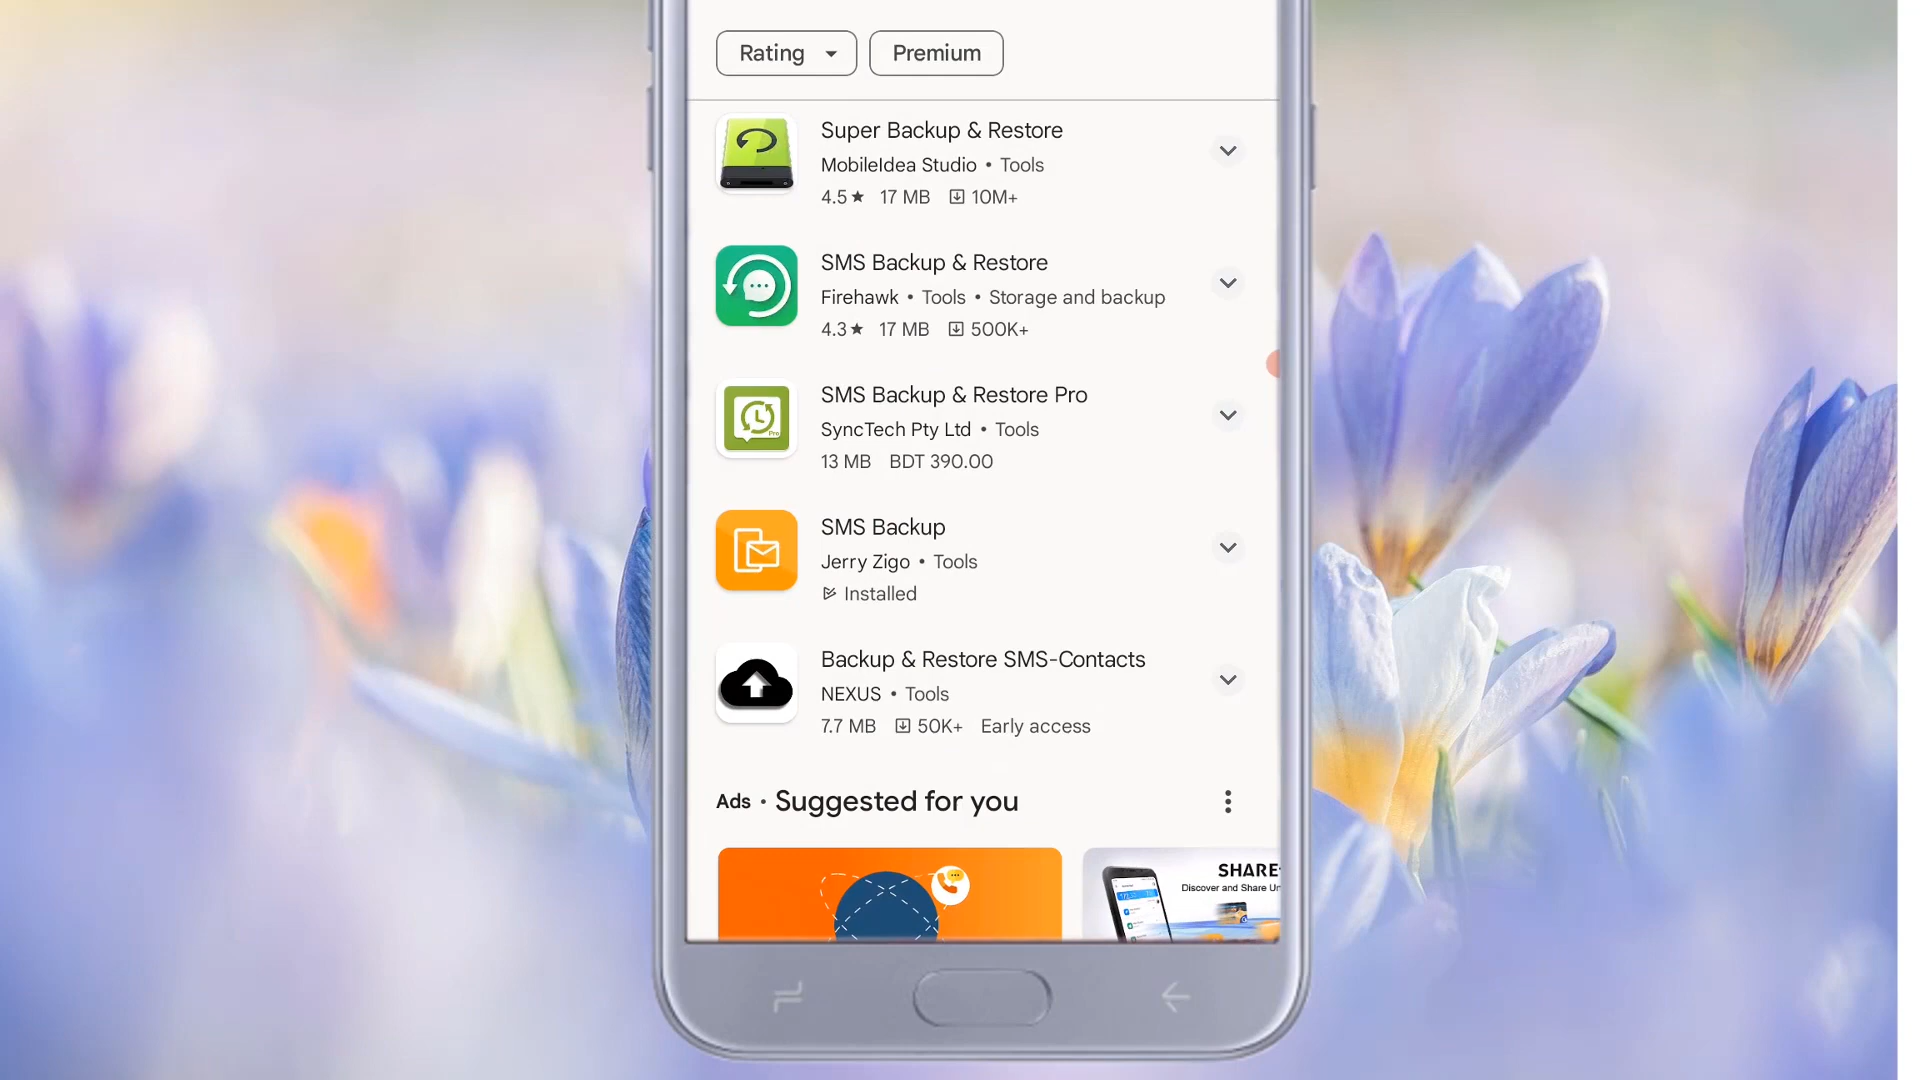 Rating
Premium
Super Backup & Restore
MobileIdea Studio • Tools
4.5★ 17 MB 10M+
SMS Backup & Restore
Firehawk • Tools • Storage and backup
4.3★ 17 MB 500K+
SMS Backup & Restore Pro
SyncTech Pty Ltd • Tools
13 MB BDT 390.00
SMS Backup
Jerry Zigo • Tools
Installed
Backup & Restore SMS-Contacts
NEXUS • Tools
7.7 MB 50K+ Early access
Ads • Suggested for you
SHARE
Discover and Share Un